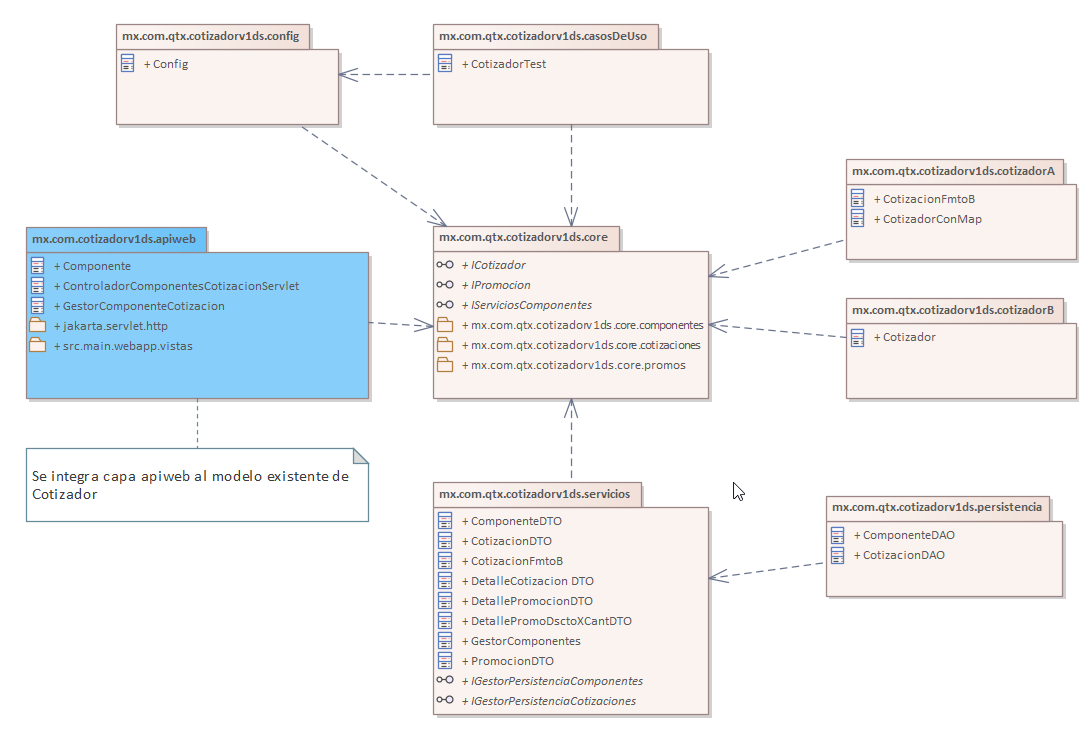 mx.com.qtx.cotizadorv1ds.config
+ Config
mx.com.qtx.cotizadorv1ds.casosDeUso
+ CotizadorTest
mx.com.qtx.cotizadorv1ds.cotizadorA
+ CotizacionFmtoB
+ CotizadorConMap
mx.com.cotizadorv1ds.apiweb
+ Componente
+ ControladorComponentesCotizacionServlet
+ GestorComponenteCotizacion
+ jakarta.servlet.http
+ src.main.webapp.vistas
mx.com.qtx.cotizadorv1ds.core
+ ICotizador
+ IPromocion
+ IServiciosComponentes
+ mx.com.qtx.cotizadorv1ds.core.componentes
+ mx.com.qtx.cotizadorv1ds.core.cotizaciones
+ mx.com.qtx.cotizadorv1ds.core.promos
mx.com.qtx.cotizadorv1ds.cotizadorB
+ Cotizador
Se integra capa apiweb al modelo existente de
Cotizador
mx.com.qtx.cotizadorv1ds.servicios
+ ComponenteDTO
+ CotizacionDTO
+ CotizacionFmtoB
+ DetalleCotizacion DTO
+ DetallePromocionDTO
+ DetallePromoDsctoXCantDTO
+ GestorComponentes
+ PromocionDTO
+ IGestorPersistenciaComponentes
+ IGestorPersistenciaCotizaciones
mx.com.qtx.cotizadorv1ds.persistencia
+ ComponenteDAO
+ CotizacionDAO